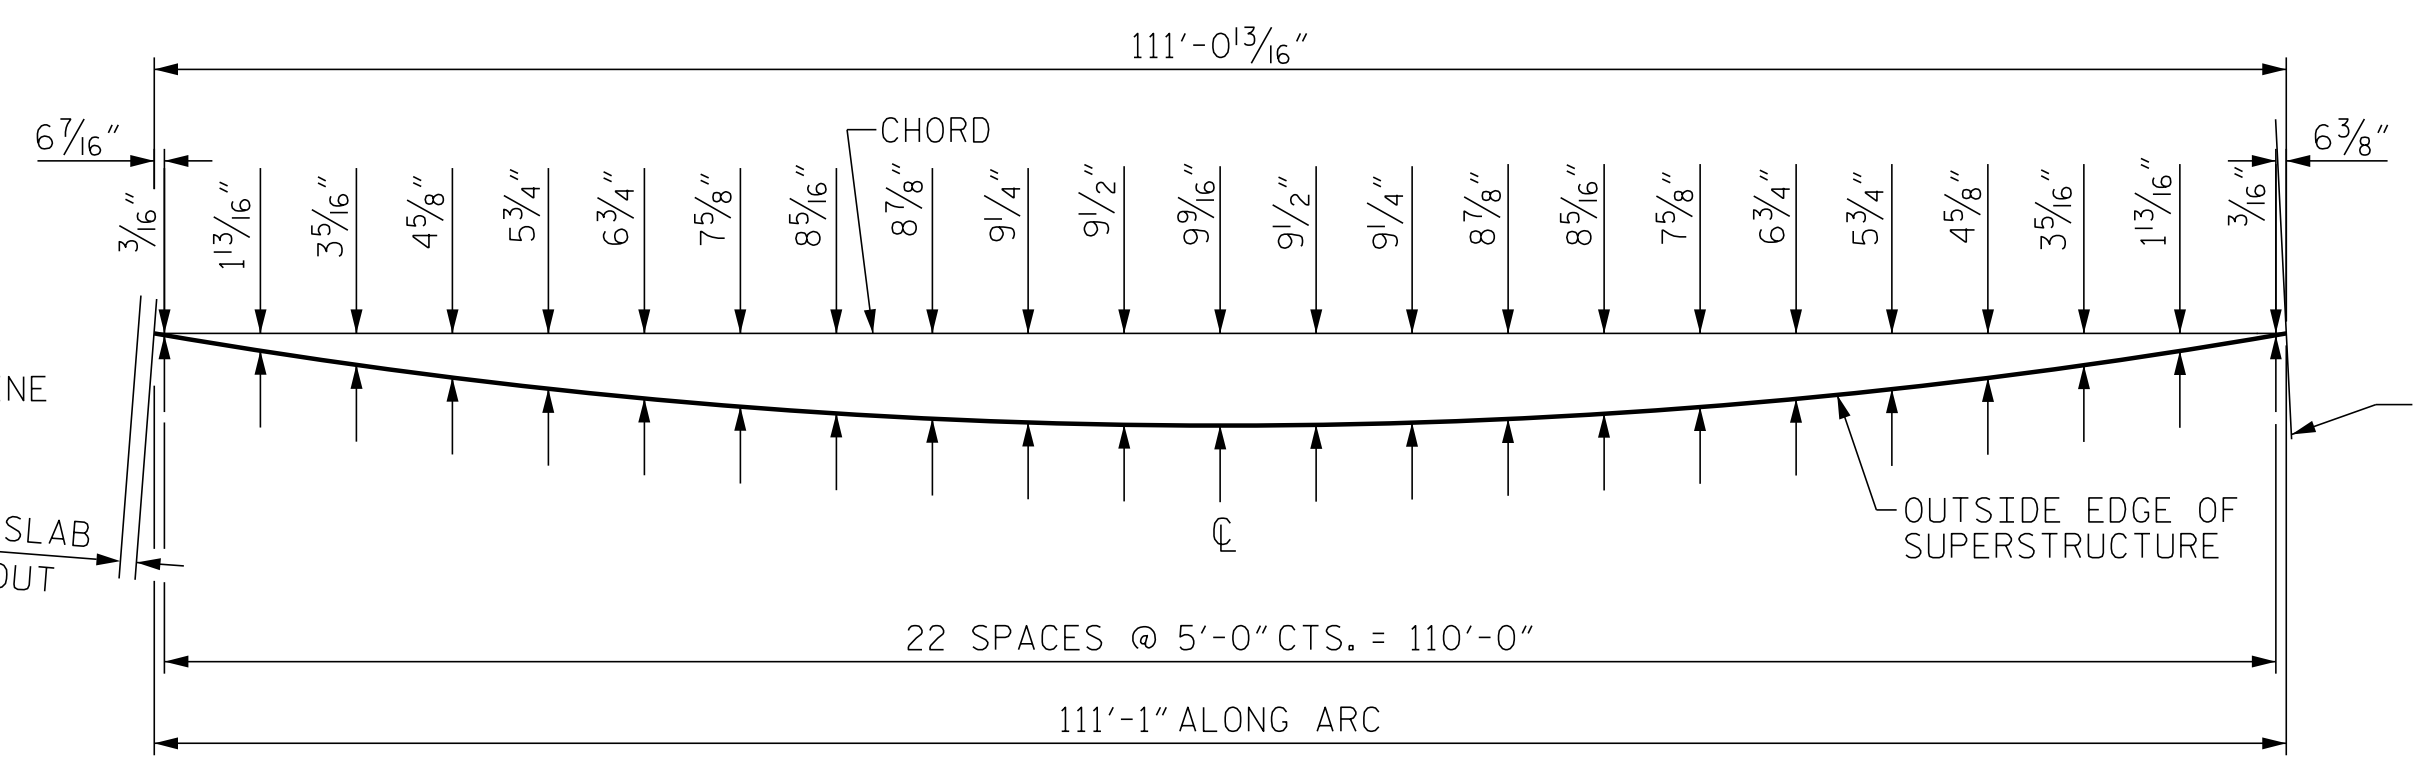 111'-0 13/16"
6 7/16"
CHORD
6 3/8"
3/16" 1 13/16" 3 5/16" 4 5/8" 5 3/4" 6 3/4" 7 5/8" 8 5/16" 8 7/8" 9 1/4" 9 1/2" 9 9/16" 9 1/2" 9 1/4" 8 7/8" 8 5/16" 7 5/8" 6 3/4" 5 3/4" 4 5/8" 3 5/16" 1 13/16" 3/16"
NE
SLAB
OUT
℄
OUTSIDE EDGE OF
SUPERSTRUCTURE
22 SPACES @ 5'-0" CTS. = 110'-0"
111'-1" ALONG ARC